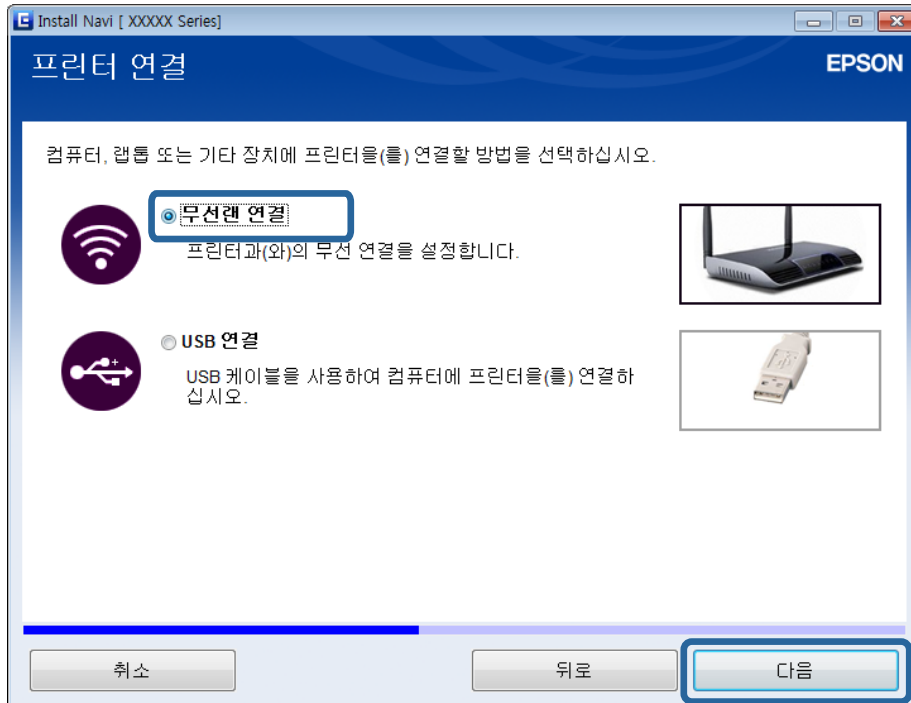 Install Navi [ XXXXX Series]
프린터 연결
EPSON
컴퓨터, 랩톱 또는 기타 장치에 프린터을(를) 연결할 방법을 선택하십시오.
무선랜 연결
프린터과(와)의 무선 연결을 설정합니다.
USB 연결
USB 케이블을 사용하여 컴퓨터에 프린터을(를) 연결하
십시오.
취소
뒤로
다음